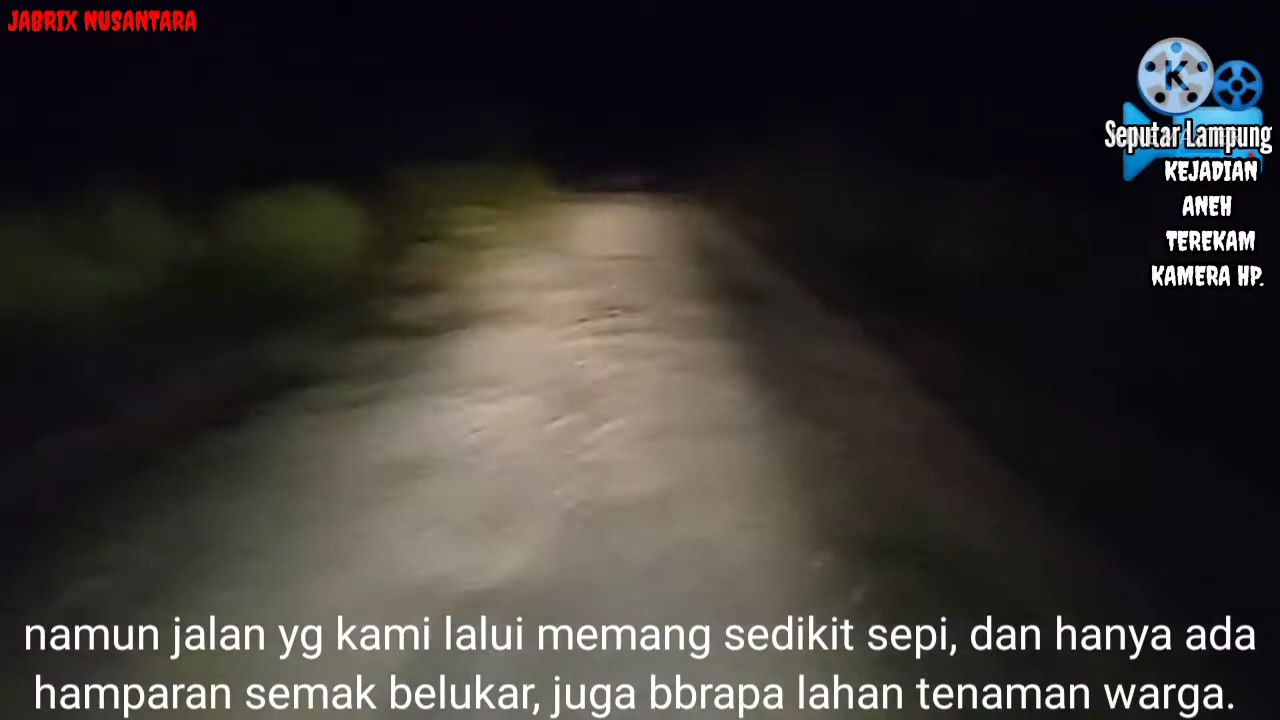 JABRIX NUSANTARA
K
Seputar Lampung
KEJADIAN
ANEH
TEREKAM
KAMERA HP.
namun jalan yg kami lalui memang sedikit sepi, dan hanya ada
hamparan semak belukar, juga bbrapa lahan tenaman warga.